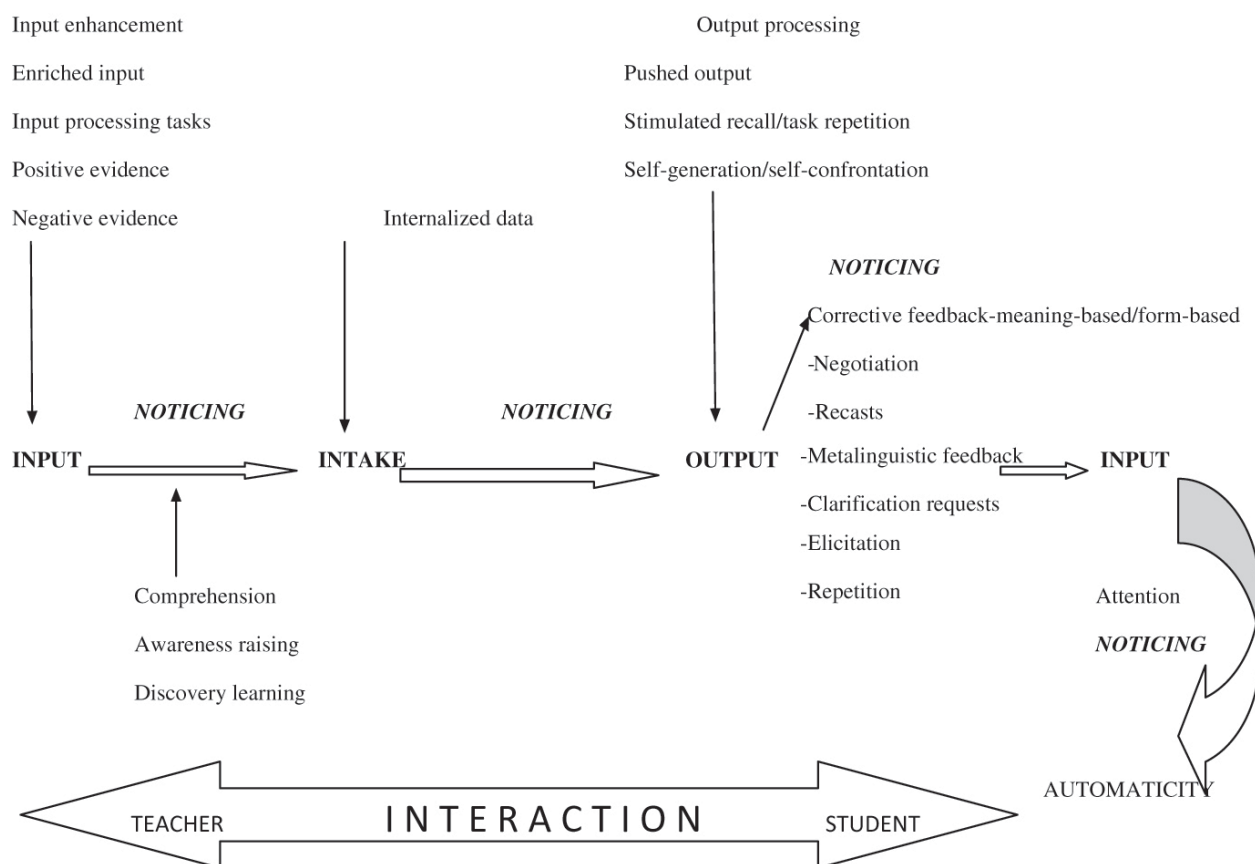 Input enhancement
Enriched input
Input processing tasks
Positive evidence
Negative evidence
Internalized data
Output processing
Pushed output
Stimulated recall/task repetition
Self-generation/self-confrontation
NOTICING
Corrective feedback-meaning-based/form-based
-Negotiation
-Recasts
-Metalinguistic feedback
-Clarification requests
-Elicitation
-Repetition
NOTICING
NOTICING
INPUT
INTAKE
OUTPUT
INPUT
Comprehension
Awareness raising
Discovery learning
Attention
NOTICING
AUTOMATICITY
TEACHER
INTERACTION
STUDENT